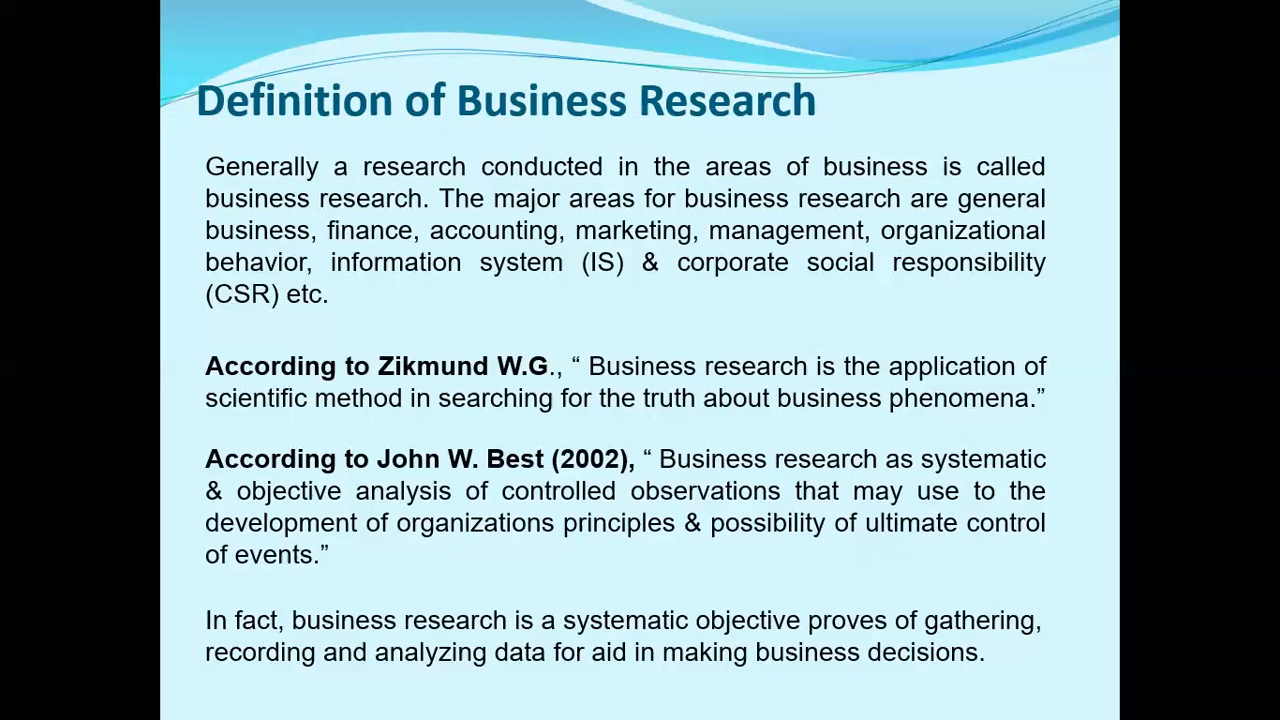 Definition of Business Research
Generally a research conducted in the areas of business is called
business research. The major areas for business research are general
business, finance, accounting, marketing, management, organizational
behavior, information system (IS) & corporate social responsibility
(CSR) etc.
According to Zikmund W.G., “ Business research is the application of
scientific method in searching for the truth about business phenomena.”
According to John W. Best (2002), “ Business research as systematic
& objective analysis of controlled observations that may use to the
development of organizations principles & possibility of ultimate control
of events.”
In fact, business research is a systematic objective proves of gathering,
recording and analyzing data for aid in making business decisions.